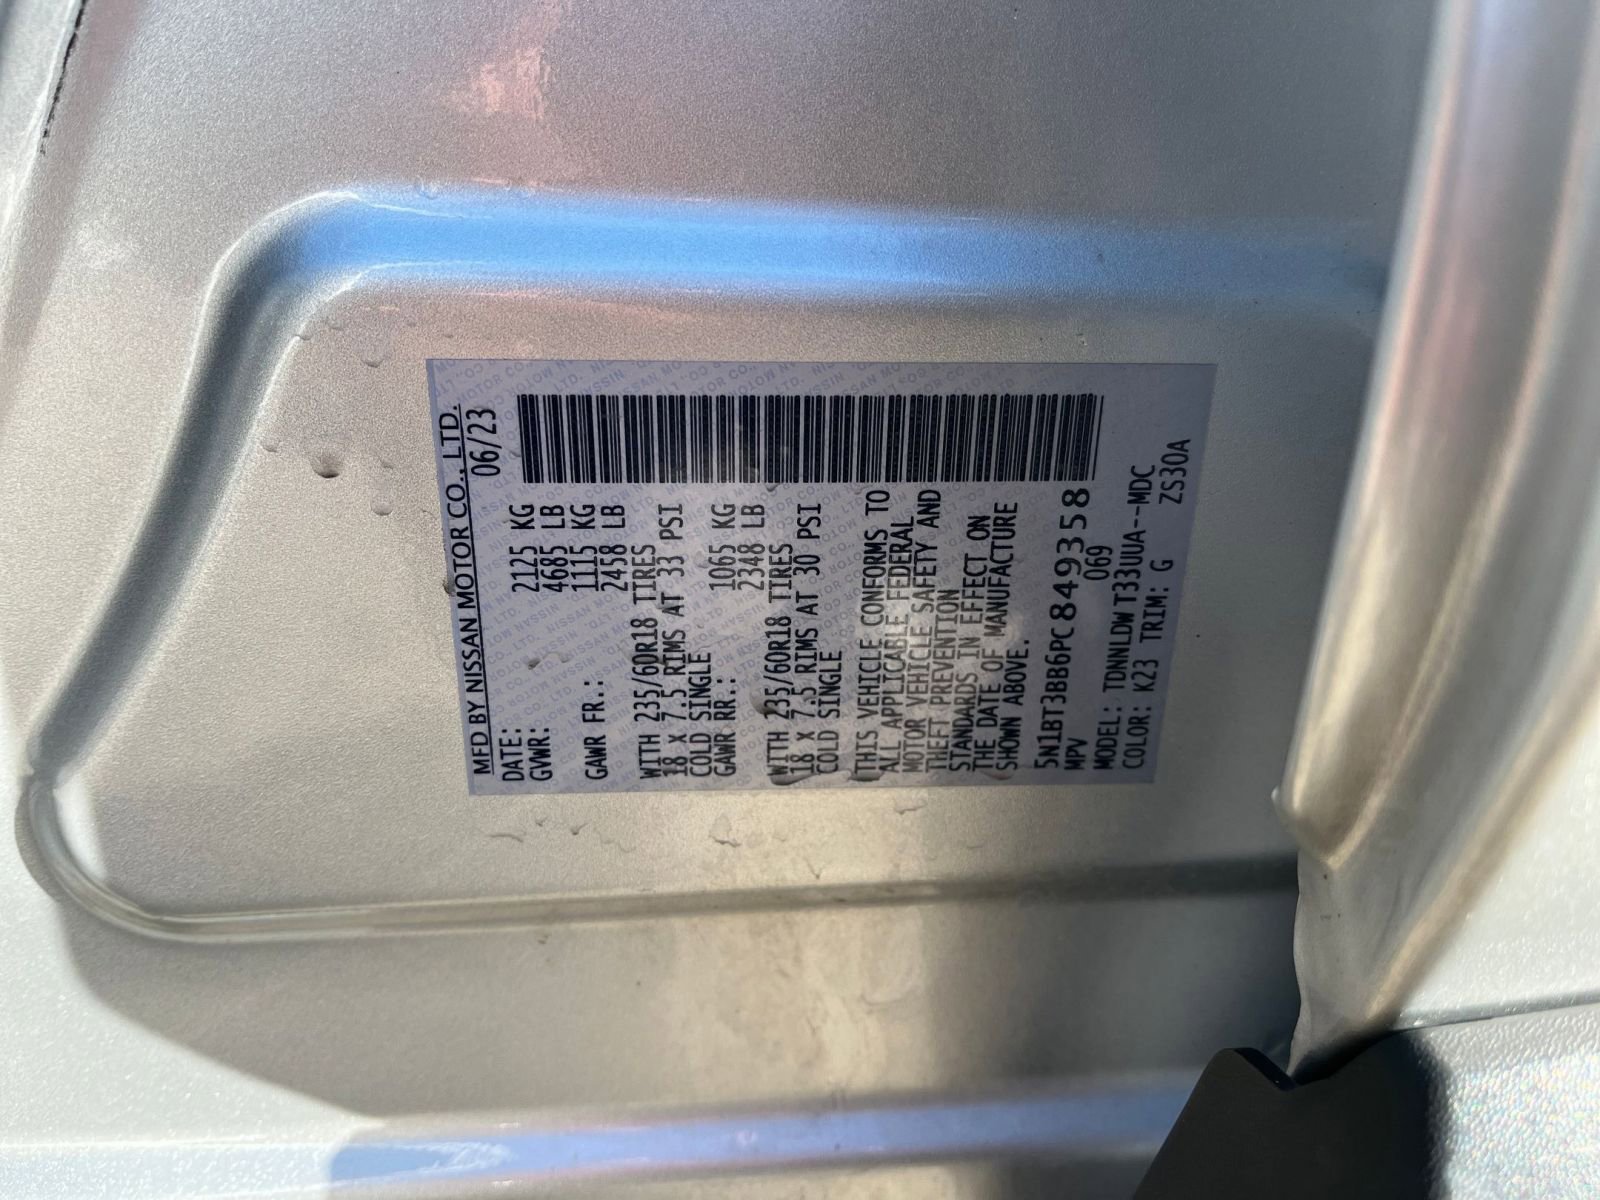 MFD BY NISSAN MOTOR CO., LTD.
DATE: 06/23
GVWR: 2125 KG
4685 LB
GAWR FR.: 1115 KG
2458 LB
WITH 235/60R18 TIRES
18 X 7.5 RIMS AT 33 PSI
COLD SINGLE
GAWR RR.: 1065 KG
2348 LB
WITH 235/60R18 TIRES
18 X 7.5 RIMS AT 30 PSI
COLD SINGLE
THIS VEHICLE CONFORMS TO
ALL APPLICABLE FEDERAL
MOTOR VEHICLE SAFETY AND
THEFT PREVENTION
STANDARDS IN EFFECT ON
THE DATE OF MANUFACTURE
SHOWN ABOVE.
5N1BT3BB6PC849358
MPV 069
MODEL: TDNNLDWT33UUA--MDC
COLOR: K23 TRIM: G ZS30A